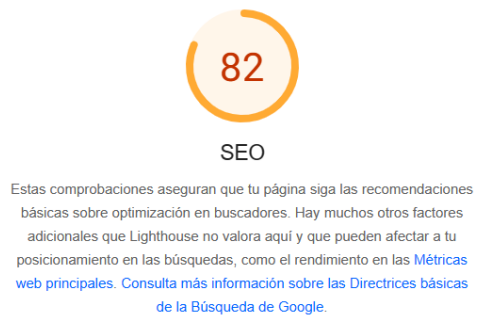 82
SEO
Estas comprobaciones aseguran que tu página siga las recomendaciones
básicas sobre optimización en buscadores. Hay muchos otros factores
adicionales que Lighthouse no valora aquí y que pueden afectar a tu
posicionamiento en las búsquedas, como el rendimiento en las Métricas
web principales. Consulta más información sobre las Directrices básicas
de la Búsqueda de Google.